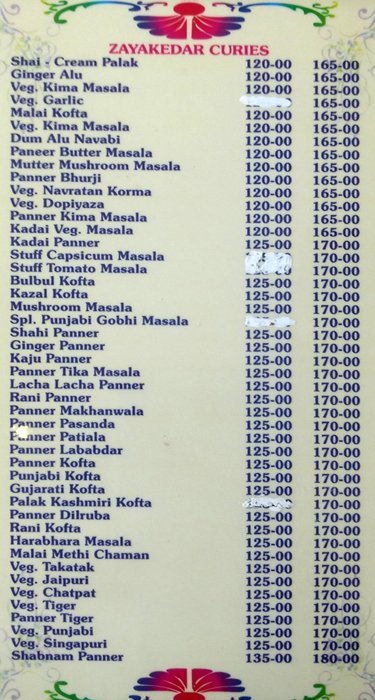 ZAYAKEDAR CURIES
Shai - Cream Palak 120-00 165-00
Ginger Alu 120-00 165-00
Veg. Kima Masala 120-00 165-00
Veg. Garlic 165-00
Malai Kofta 120-00 165-00
Veg. Kima Masala 120-00 165-00
Dum Alu Navabi 120-00 165-00
Paneer Butter Masala 120-00 165-00
Mutter Mushroom Masala 120-00 165-00
Panner Bhurji 120-00 165-00
Veg. Navratan Korma 120-00 165-00
Veg. Dopiyaza 120-00 165-00
Panner Kima Masala 120-00 165-00
Kadai Veg. Masala 120-00 165-00
Kadai Panner 125-00 170-00
Stuff Capsicum Masala 170-00
Stuff Tomato Masala 170-00
Bulbul Kofta 125-00 170-00
Kazal Kofta 125-00 170-00
Mushroom Masala 125-00 170-00
Spl. Punjabi Gobhi Masala 170-00
Shahi Panner 125-00 170-00
Ginger Panner 125-00 170-00
Kaju Panner 125-00 170-00
Panner Tika Masala 125-00 170-00
Lacha Lacha Panner 125-00 170-00
Rani Panner 125-00 170-00
Panner Makhanwala 125-00 170-00
Panner Pasanda 125-00 170-00
Panner Patiala 125-00 170-00
Panner Lababdar 125-00 170-00
Panner Kofta 125-00 170-00
Punjabi Kofta 125-00 170-00
Gujarati Kofta 125-00 170-00
Palak Kashmiri Kofta 170-00
Panner Dilruba 125-00 170-00
Rani Kofta 125-00 170-00
Harabhara Masala 125-00 170-00
Malai Methi Chaman 125-00 170-00
Veg. Takatak 125-00 170-00
Veg. Jaipuri 125-00 170-00
Veg. Chatpat 125-00 170-00
Veg. Tiger 125-00 170-00
Panner Tiger 125-00 170-00
Veg. Punjabi 125-00 170-00
Veg. Singapuri 125-00 170-00
Shabnam Panner 135-00 180-00